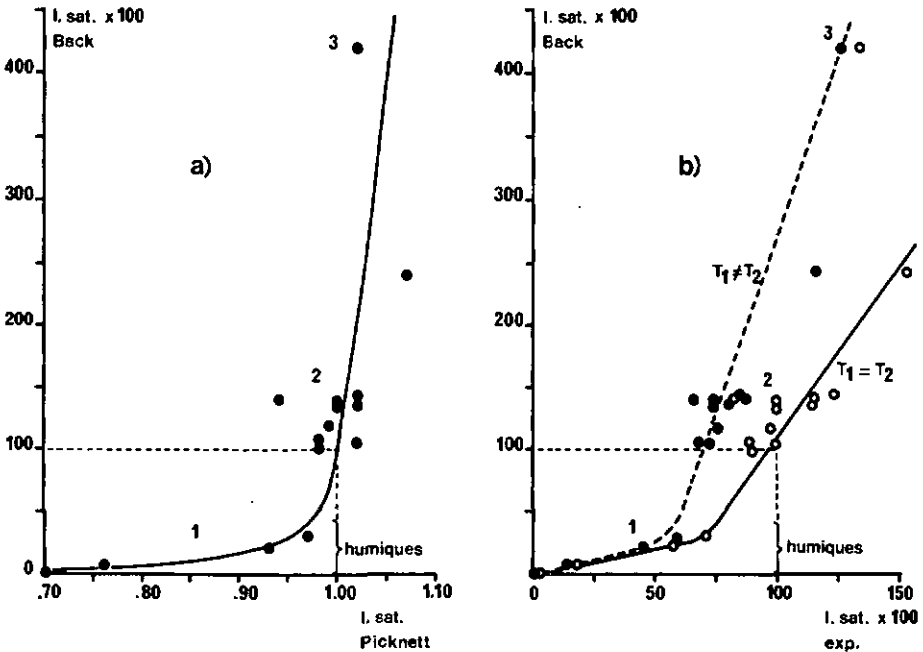 I. sat. x 100
Back
400
300
200
100
0
3
a)
2
1
humiques
.70
.80
.90
1.00
1.10
I. sat.
Picknett
I. sat. x 100
Back
400
300
200
100
0
3
b)
T1≠T2
2
T1 = T2
1
humiques
0
50
100
150
I. sat. x 100
exp.